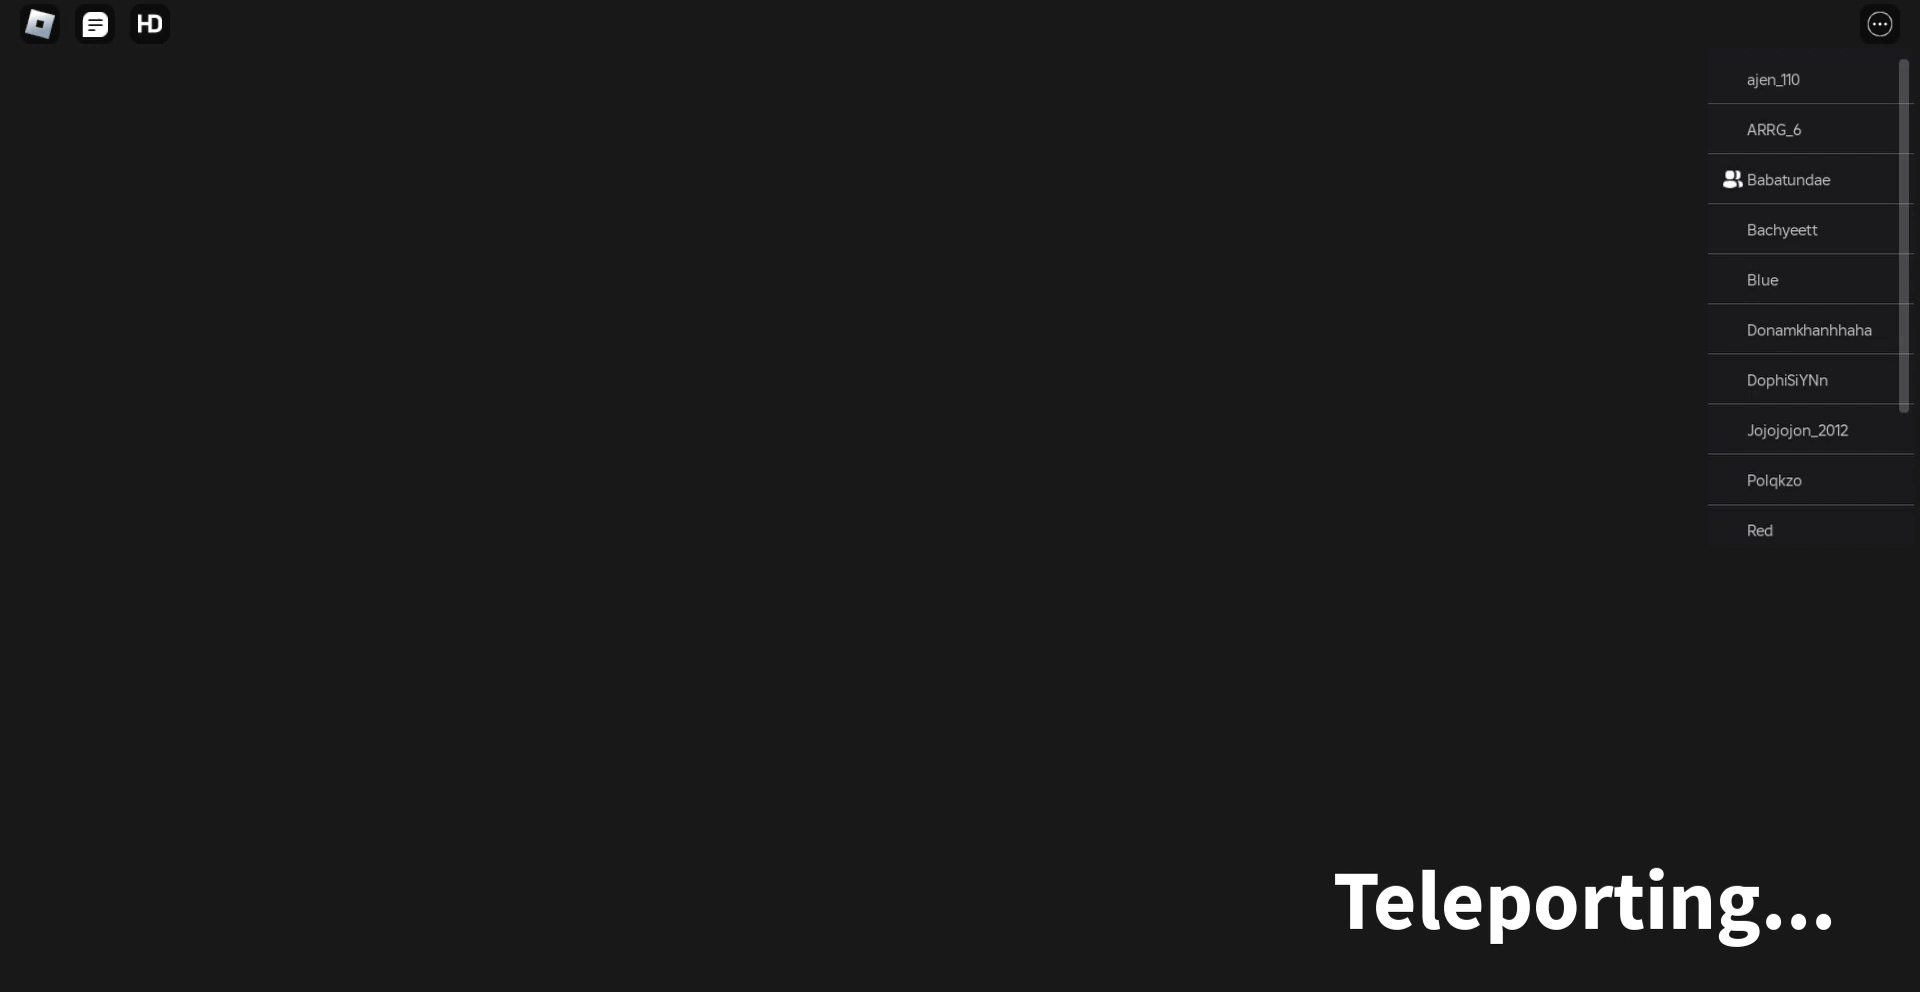 HD
ajen_110
ARRG_6
Babatundae
Bachyeett
Blue
Donamkhanhhaha
DophiSiYNn
Jojojojon_2012
Polqkzo
Red
Teleporting...